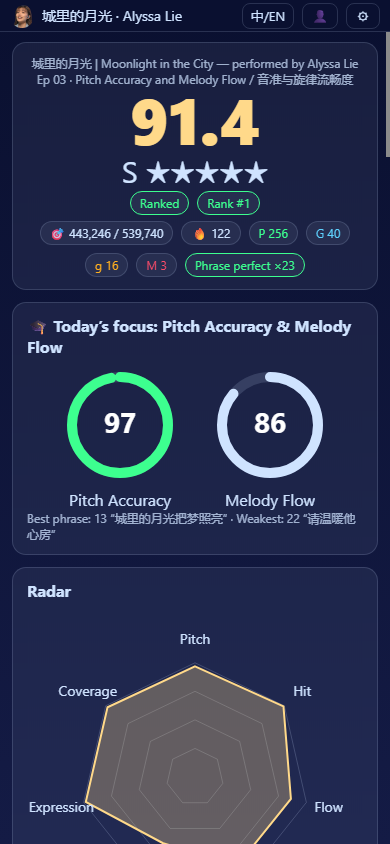 城里的月光 · Alyssa Lie
中/EN
城里的月光 | Moonlight in the City — performed by Alyssa Lie
Ep 03 · Pitch Accuracy and Melody Flow / 音准与旋律流畅度
91.4
S ★★★★★
Ranked
Rank #1
🎯 443,246 / 539,740
🔥 122
P 256
G 40
g 16
M 3
Phrase perfect ×23
Today’s focus: Pitch Accuracy & Melody
Flow
97
86
Pitch Accuracy
Melody Flow
Best phrase: 13 “城里的月光把梦照亮” · Weakest: 22 “请温暖他
心房”
Radar
Pitch
Coverage
Hit
Expression
Flow